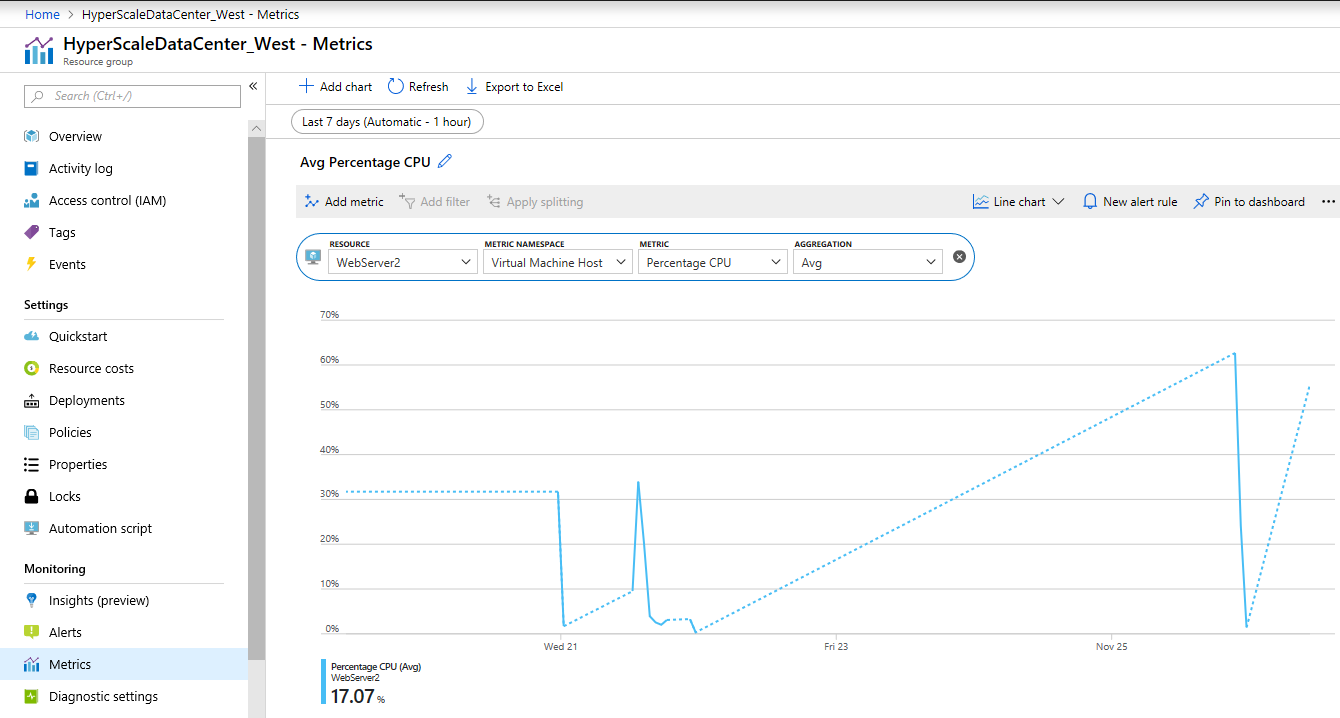 Home > HyperScaleDataCenter_West - Metrics
HyperScaleDataCenter_West - Metrics
Resource group
Search (Ctrl+/)
«
Overview
Activity log
Access control (IAM)
Tags
Events
Settings
Quickstart
Resource costs
Deployments
Policies
Properties
Locks
Automation script
Monitoring
Insights (preview)
Alerts
Metrics
Diagnostic settings
Add chart Refresh Export to Excel
Last 7 days (Automatic - 1 hour)
Avg Percentage CPU
Add metric Add filter Apply splitting Line chart New alert rule Pin to dashboard ...
RESOURCE METRIC NAMESPACE METRIC AGGREGATION
WebServer2 Virtual Machine Host Percentage CPU Avg
70%
60%
50%
40%
30%
20%
10%
0%
Wed 21 Fri 23 Nov 25
Percentage CPU (Avg)
WebServer2
17.07 %